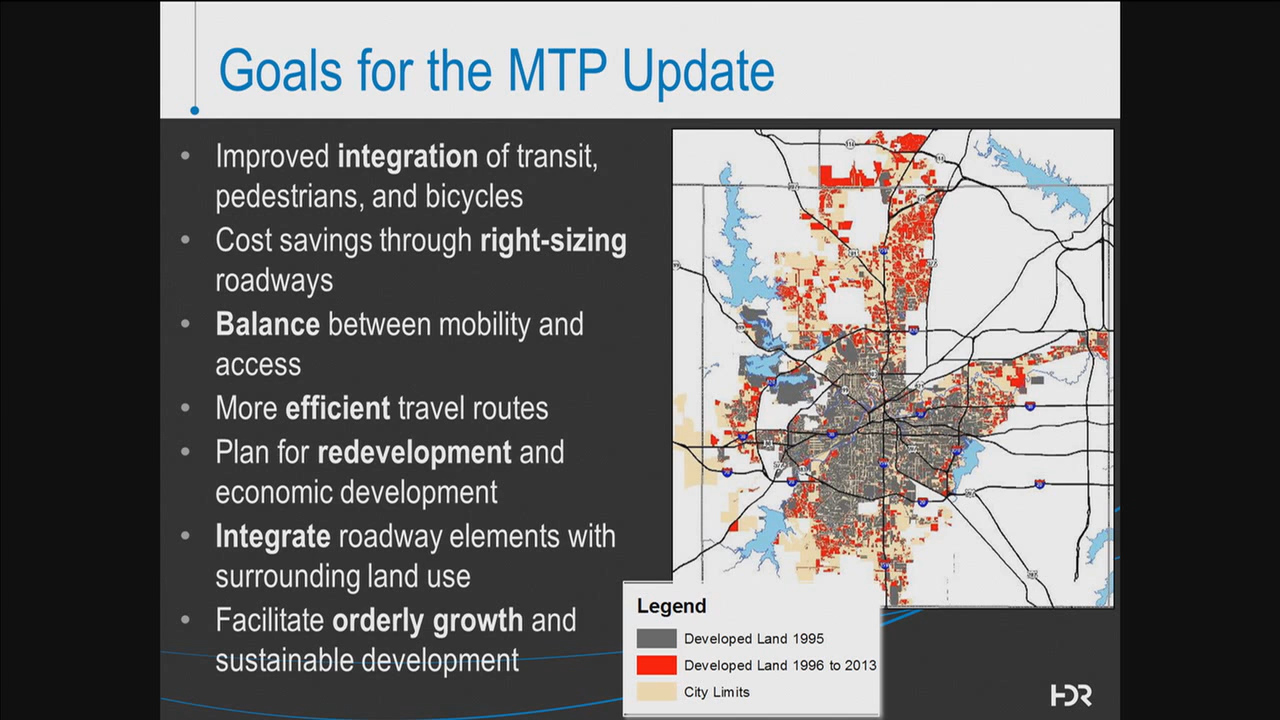 Goals for the MTP Update
• Improved integration of transit,
pedestrians, and bicycles
• Cost savings through right-sizing
roadways
• Balance between mobility and
access
• More efficient travel routes
• Plan for redevelopment and
economic development
• Integrate roadway elements with
surrounding land use
• Facilitate orderly growth and
sustainable development
Legend
Developed Land 1995
Developed Land 1996 to 2013
City Limits
HDR